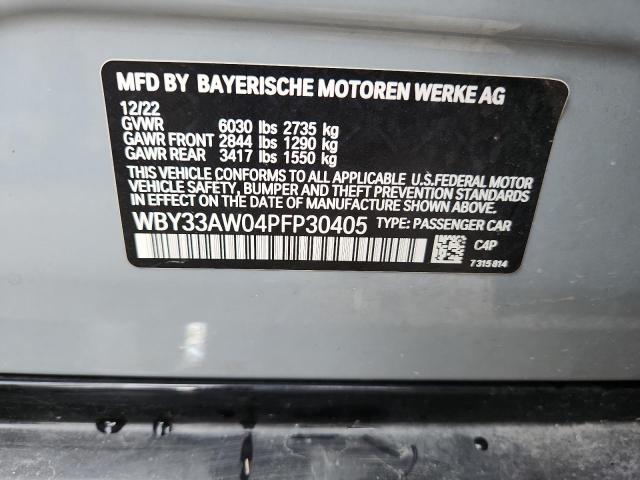 MFD BY BAYERISCHE MOTOREN WERKE AG
12/22
GVWR 6030 lbs 2735 kg
GAWR FRONT 2844 lbs 1290 kg
GAWR REAR 3417 lbs 1550 kg
THIS VEHICLE CONFORMS TO ALL APPLICABLE U.S.FEDERAL MOTOR
VEHICLE SAFETY, BUMPER AND THEFT PREVENTION STANDARDS
IN EFFECT ON THE DATE OF MANUFACTURE SHOWN ABOVE.
WBY33AW04PFP30405 TYPE: PASSENGER CAR
C4P
7315814